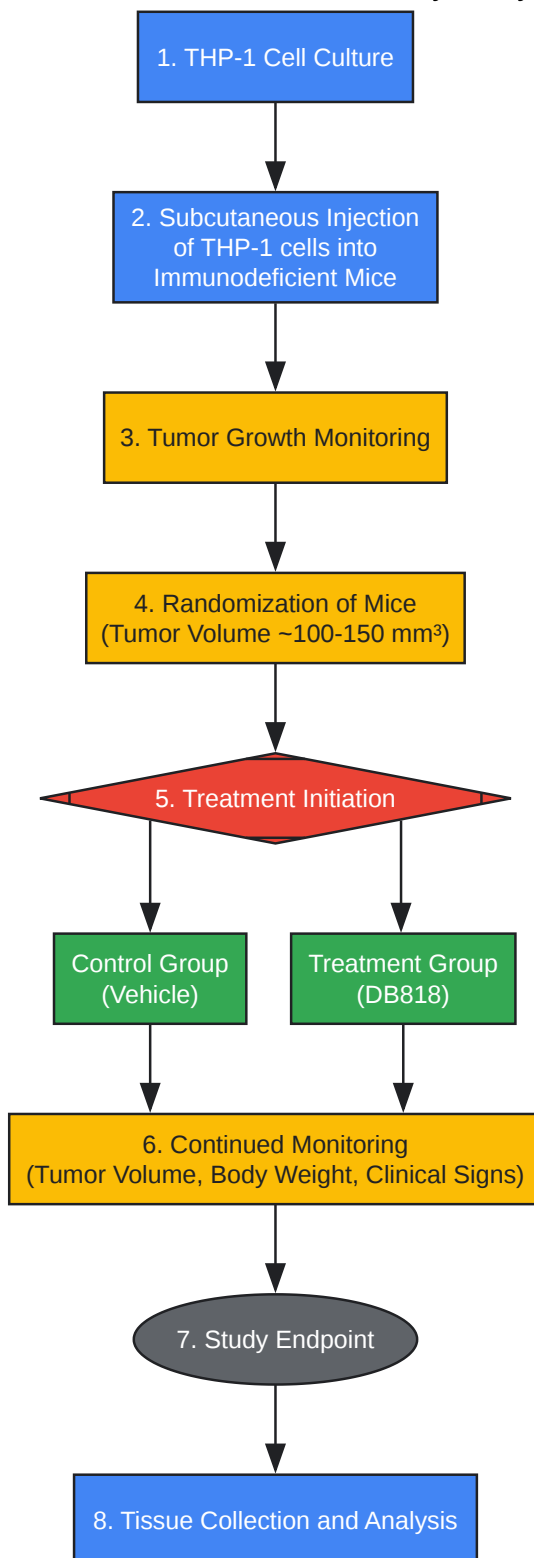 1. THP-1 Cell Culture
2. Subcutaneous Injection
of THP-1 cells into
Immunodeficient Mice
3. Tumor Growth Monitoring
4. Randomization of Mice
(Tumor Volume ~100-150 mm³)
5. Treatment Initiation
Control Group
(Vehicle)
Treatment Group
(DB818)
6. Continued Monitoring
(Tumor Volume, Body Weight, Clinical Signs)
7. Study Endpoint
8. Tissue Collection and Analysis